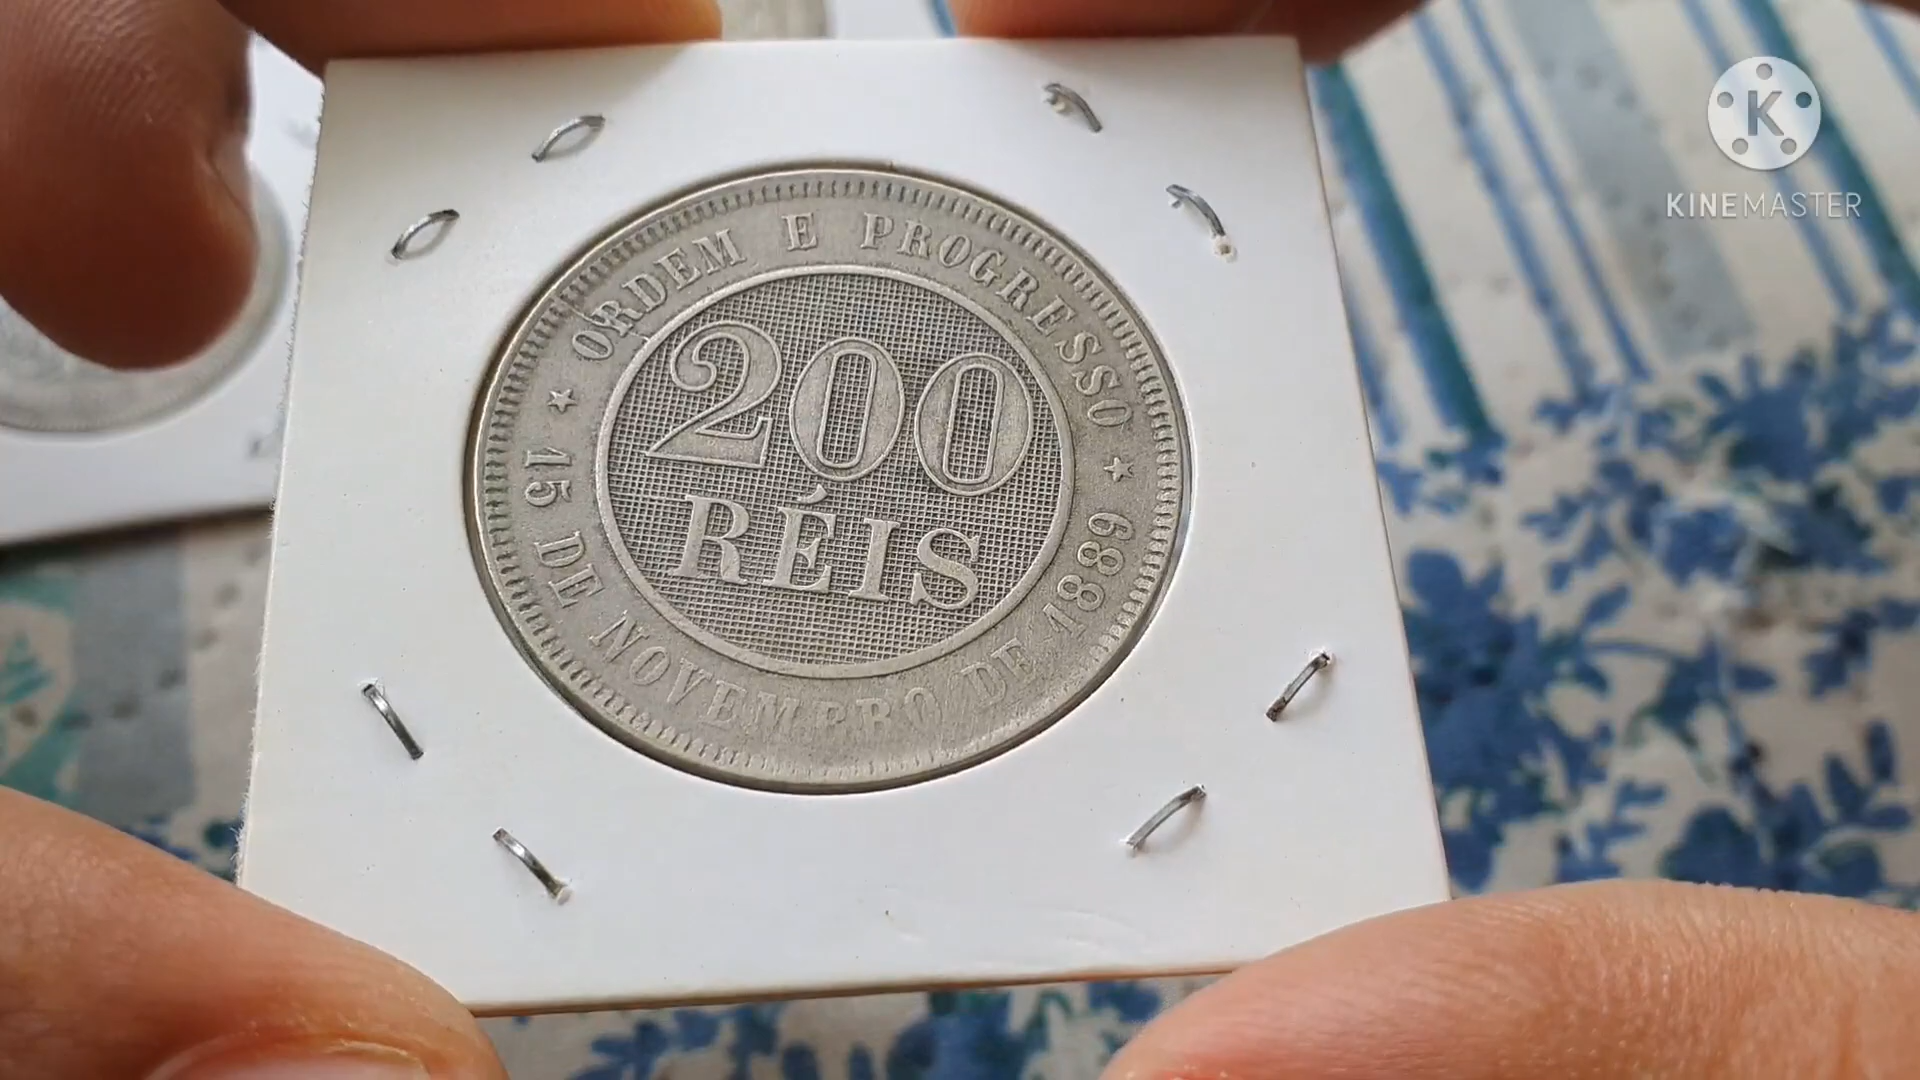 ORDEM E PROGRESSO
200
RÉIS
★ 15 DE NOVEMBRO DE 1889 ★
K
KINEMASTER